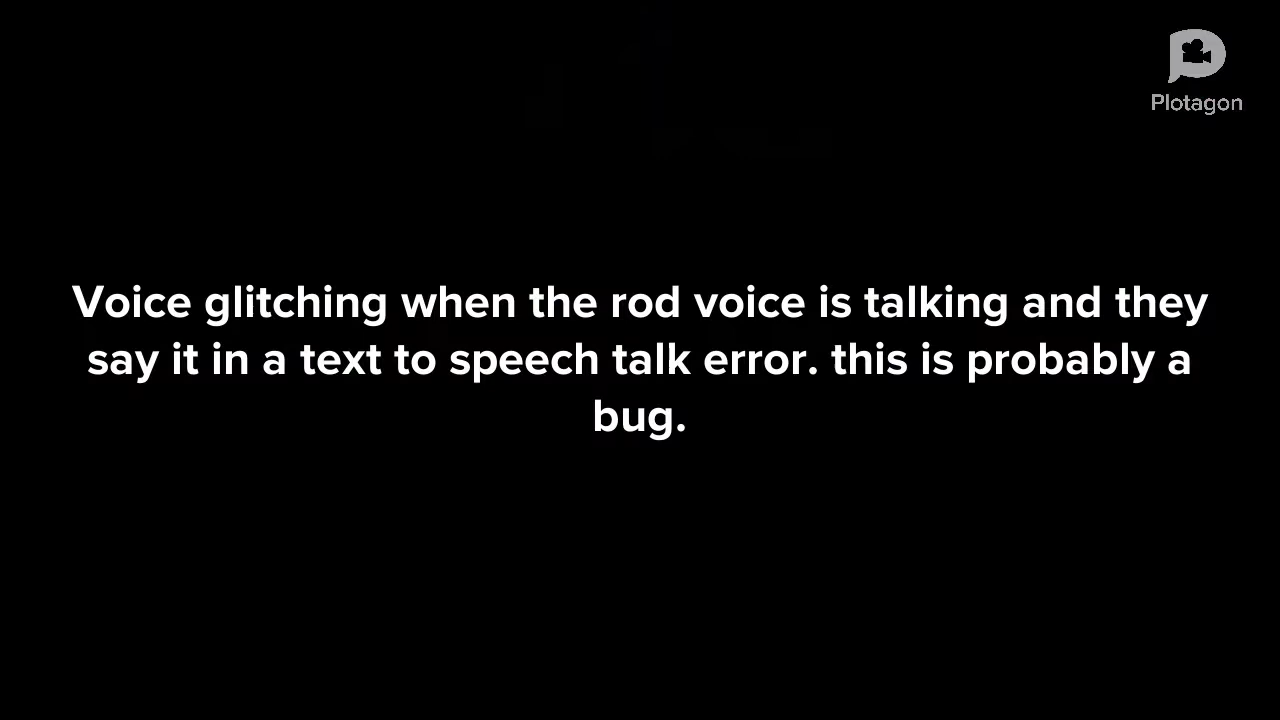 Plotagon
Voice glitching when the rod voice is talking and they
say it in a text to speech talk error. this is probably a
bug.